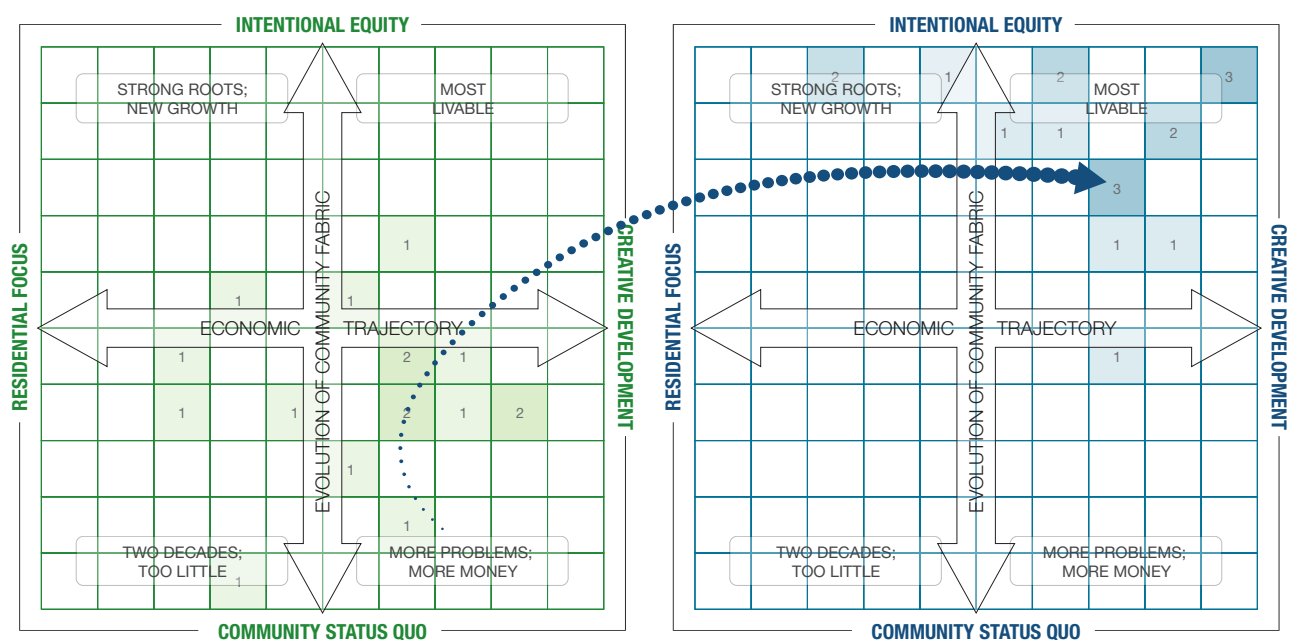 INTENTIONAL EQUITY
STRONG ROOTS;
NEW GROWTH
MOST
LIVABLE
1
1
1
RESIDENTIAL FOCUS
ECONOMIC TRAJECTORY
EVOLUTION OF COMMUNITY FABRIC
CREATIVE DEVELOPMENT
1
2
1
1
1
2
1
2
1
1
TWO DECADES;
TOO LITTLE
1
MORE PROBLEMS;
MORE MONEY
COMMUNITY STATUS QUO
INTENTIONAL EQUITY
2
1
2
3
STRONG ROOTS;
NEW GROWTH
MOST
LIVABLE
1
1
2
3
1
1
RESIDENTIAL FOCUS
ECONOMIC TRAJECTORY
EVOLUTION OF COMMUNITY FABRIC
CREATIVE DEVELOPMENT
1
TWO DECADES;
TOO LITTLE
MORE PROBLEMS;
MORE MONEY
COMMUNITY STATUS QUO